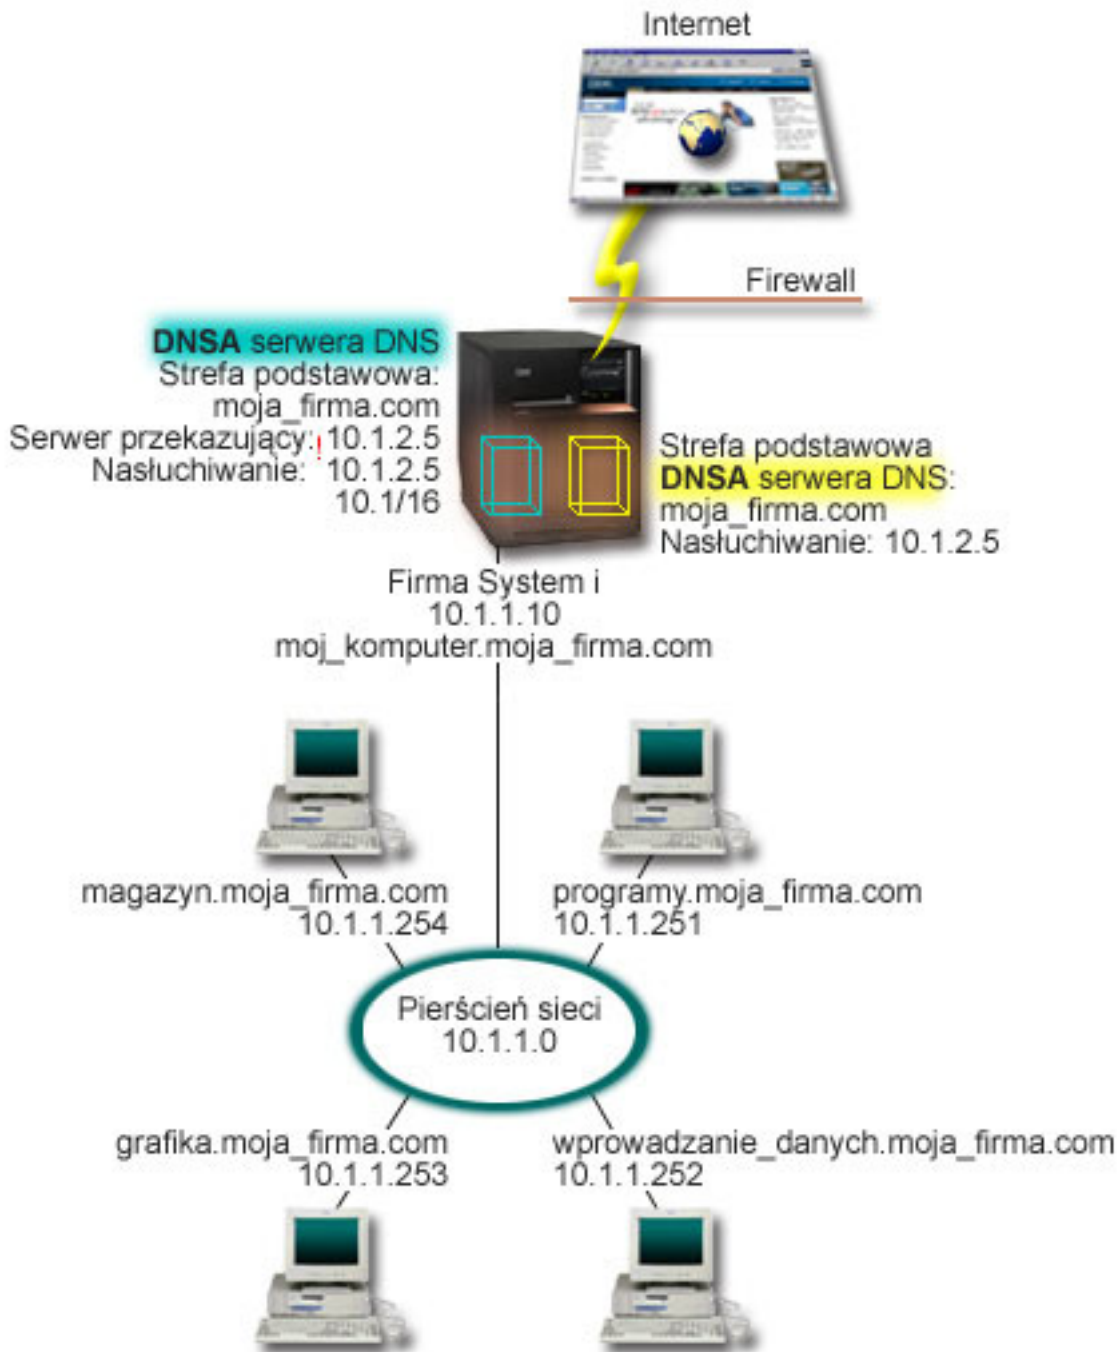 Internet
Firewall
DNSA serwera DNS
Strefa podstawowa:
moja_firma.com
Serwer przekazujący:! 10.1.2.5
Nasłuchiwanie: 10.1.2.5
10.1/16
Strefa podstawowa
DNSA serwera DNS:
moja_firma.com
Nasłuchiwanie: 10.1.2.5
Firma System i
10.1.1.10
moj_komputer.moja_firma.com
magazyn.moja_firma.com
10.1.1.254
programy.moja_firma.com
10.1.1.251
Pierścień sieci
10.1.1.0
grafika.moja_firma.com
10.1.1.253
wprowadzanie_danych.moja_firma.com
10.1.1.252